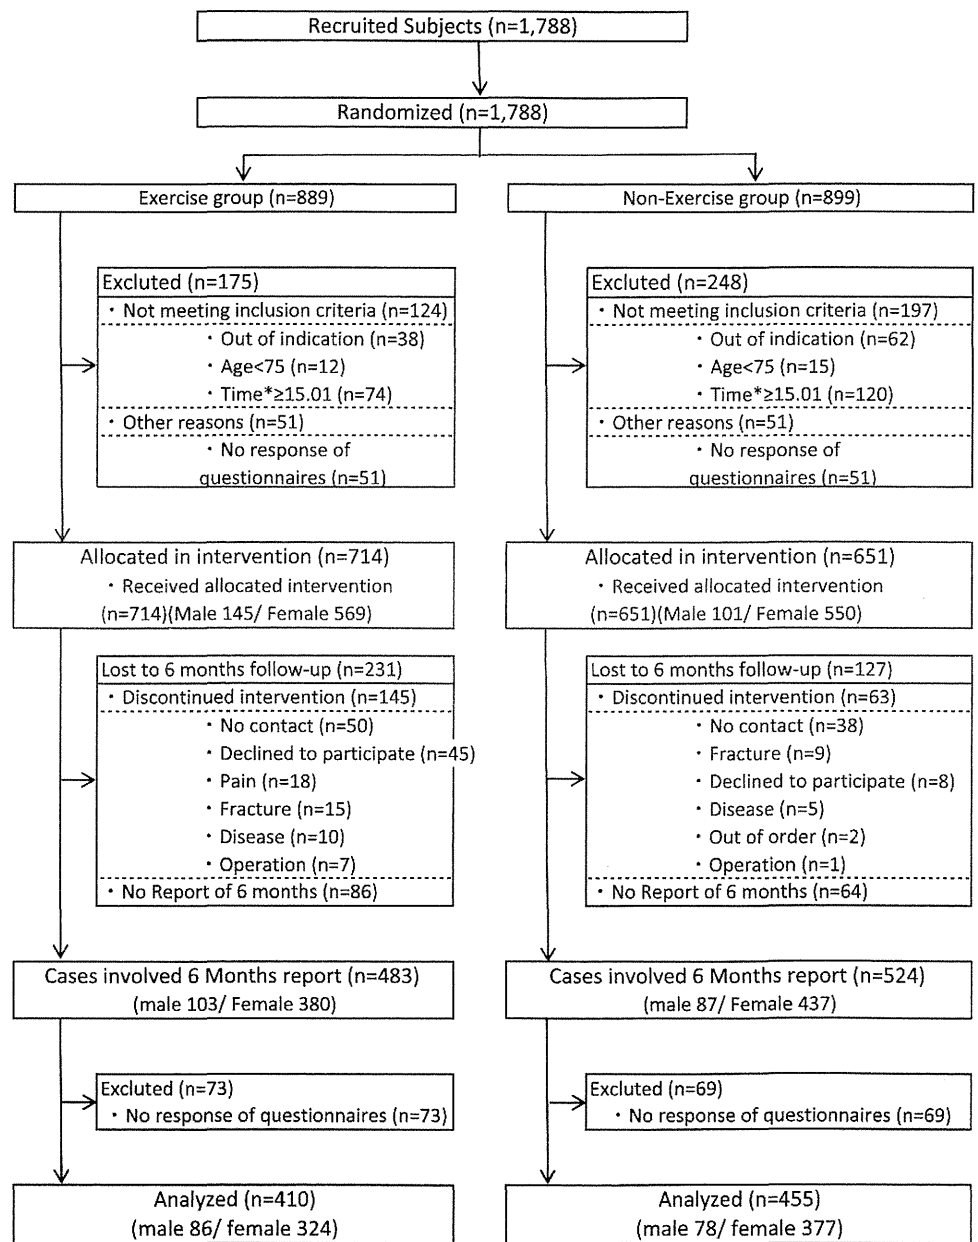 Recruited Subjects (n=1,788)
Randomized (n=1,788)
Exercise group (n=889)
Non-Exercise group (n=899)
Excluded (n=175)
・Not meeting inclusion criteria (n=124)
・Out of indication (n=38)
・Age<75 (n=12)
・Time*≥15.01 (n=74)
・Other reasons (n=51)
・No response of
questionnaires (n=51)
Excluded (n=248)
・Not meeting inclusion criteria (n=197)
・Out of indication (n=62)
・Age<75 (n=15)
・Time*≥15.01 (n=120)
・Other reasons (n=51)
・No response of
questionnaires (n=51)
Allocated in intervention (n=714)
・Received allocated intervention
(n=714)(Male 145/ Female 569)
Allocated in intervention (n=651)
・Received allocated intervention
(n=651)(Male 101/ Female 550)
Lost to 6 months follow-up (n=231)
・Discontinued intervention (n=145)
・No contact (n=50)
・Declined to participate (n=45)
・Pain (n=18)
・Fracture (n=15)
・Disease (n=10)
・Operation (n=7)
・No Report of 6 months (n=86)
Lost to 6 months follow-up (n=127)
・Discontinued intervention (n=63)
・No contact (n=38)
・Fracture (n=9)
・Declined to participate (n=8)
・Disease (n=5)
・Out of order (n=2)
・Operation (n=1)
・No Report of 6 months (n=64)
Cases involved 6 Months report (n=483)
(male 103/ Female 380)
Cases involved 6 Months report (n=524)
(male 87/ Female 437)
Excluded (n=73)
・No response of questionnaires (n=73)
Excluded (n=69)
・No response of questionnaires (n=69)
Analyzed (n=410)
(male 86/ female 324)
Analyzed (n=455)
(male 78/ female 377)